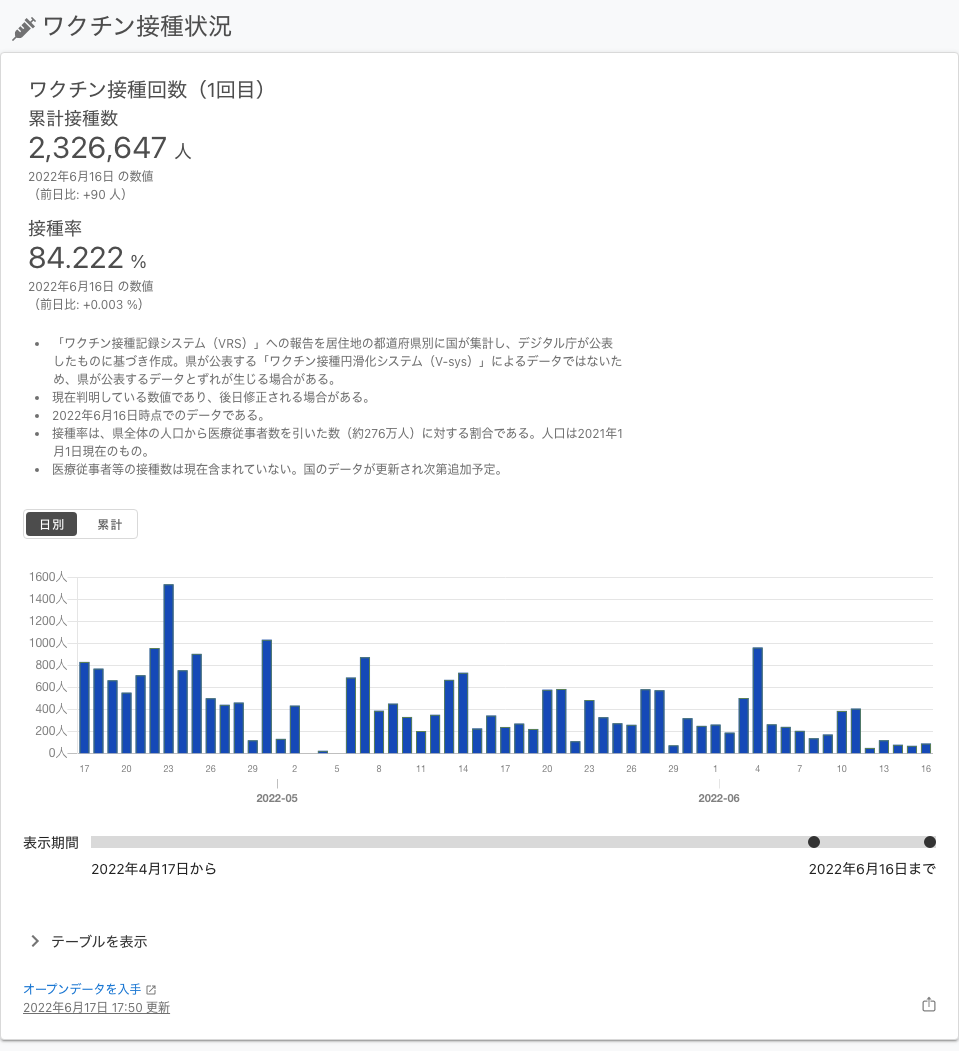 ワクチン接種状況
ワクチン接種回数（1回目）
累計接種数
2,326,647 人
2022年6月16日 の数値
（前日比: +90 人）
接種率
84.222 %
2022年6月16日 の数値
（前日比: +0.003 %）
• 「ワクチン接種記録システム（VRS）」への報告を居住地の都道府県別に国が集計し、デジタル庁が公表
したものに基づき作成。県が公表する「ワクチン接種円滑化システム（V-sys）」によるデータではないた
め、県が公表するデータとずれが生じる場合がある。
• 現在判明している数値であり、後日修正される場合がある。
• 2022年6月16日時点でのデータである。
• 接種率は、県全体の人口から医療従事者数を引いた数（約276万人）に対する割合である。人口は2021年1
月1日現在のもの。
• 医療従事者等の接種数は現在含まれていない。国のデータが更新され次第追加予定。
日別 累計
1600人
1400人
1200人
1000人
800人
600人
400人
200人
0人
17 20 23 26 29 2 5 8 11 14 17 20 23 26 29 1 4 7 10 13 16
2022-05 2022-06
表示期間
2022年4月17日から 2022年6月16日まで
テーブルを表示
オープンデータを入手
2022年6月17日 17:50 更新